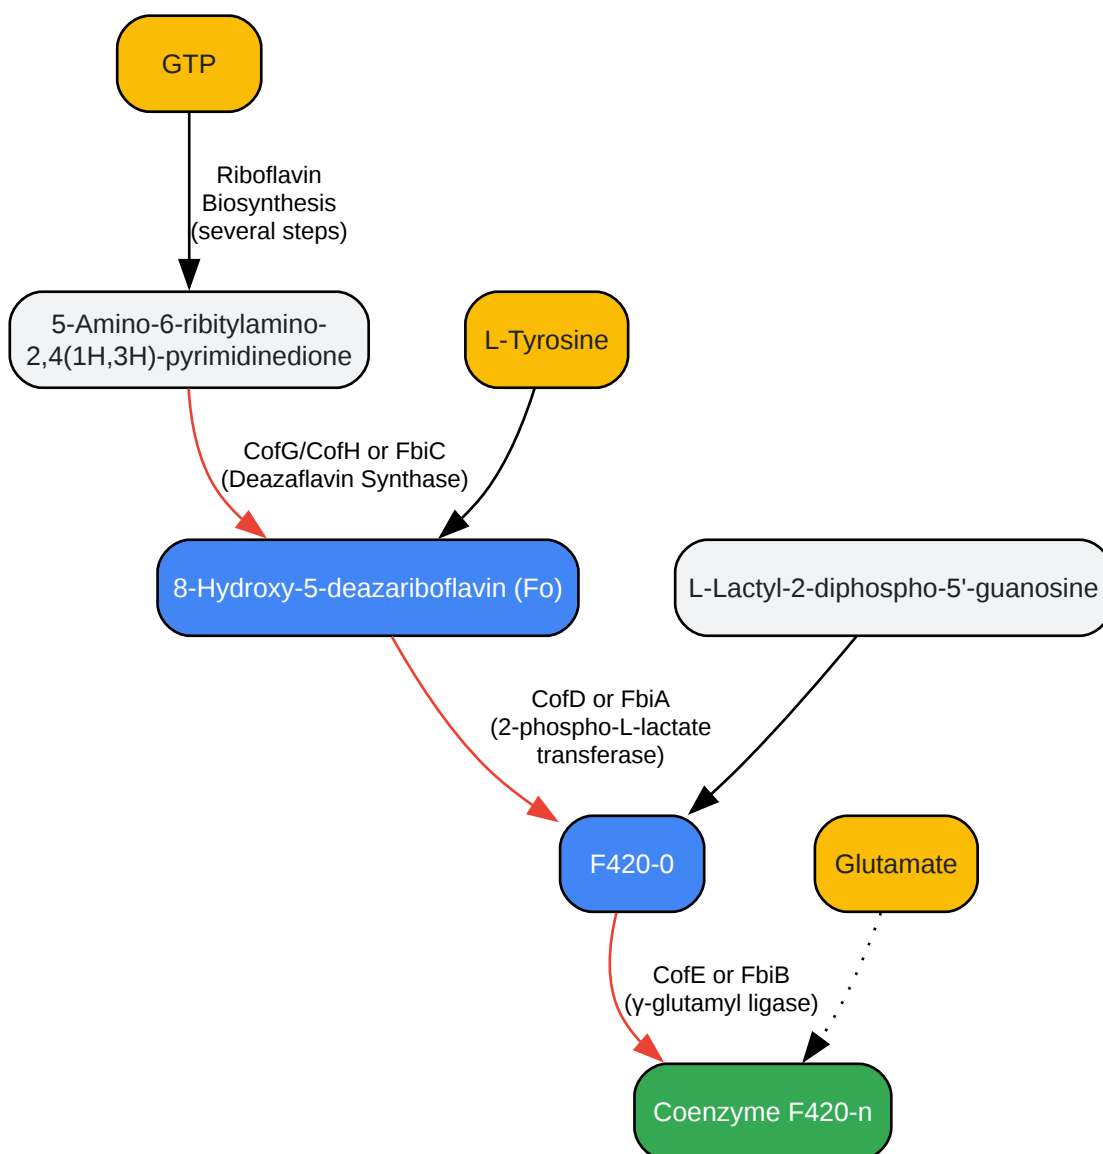 GTP
Riboflavin
Biosynthesis
(several steps)
5-Amino-6-ribitylamino-
2,4(1H,3H)-pyrimidinedione
L-Tyrosine
CofG/CofH or FbiC
(Deazaflavin Synthase)
8-Hydroxy-5-deazariboflavin (Fo)
L-Lactyl-2-diphospho-5'-guanosine
CofD or FbiA
(2-phospho-L-lactate
transferase)
F420-0
Glutamate
CofE or FbiB
(γ-glutamyl ligase)
Coenzyme F420-n